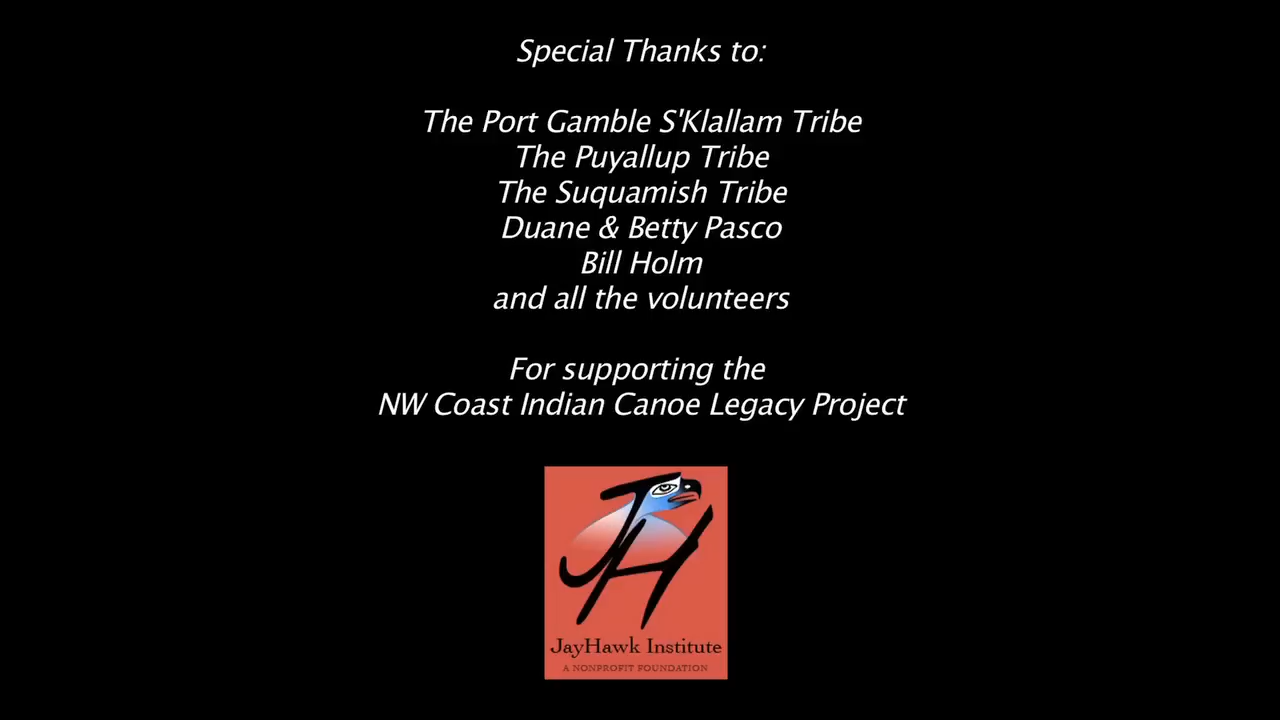 Special Thanks to:
The Port Gamble S'Klallam Tribe
The Puyallup Tribe
The Suquamish Tribe
Duane & Betty Pasco
Bill Holm
and all the volunteers
For supporting the
NW Coast Indian Canoe Legacy Project
JH
JayHawk Institute
A NONPROFIT FOUNDATION